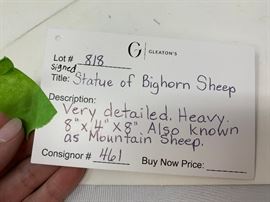 G | GLEATON'S
Lot # 818
signed
Title: Statue of Bighorn Sheep
Description:
Very detailed. Heavy.
8" x 4" x 8". Also known
as Mountain Sheep.
Consignor # 461 Buy Now Price: